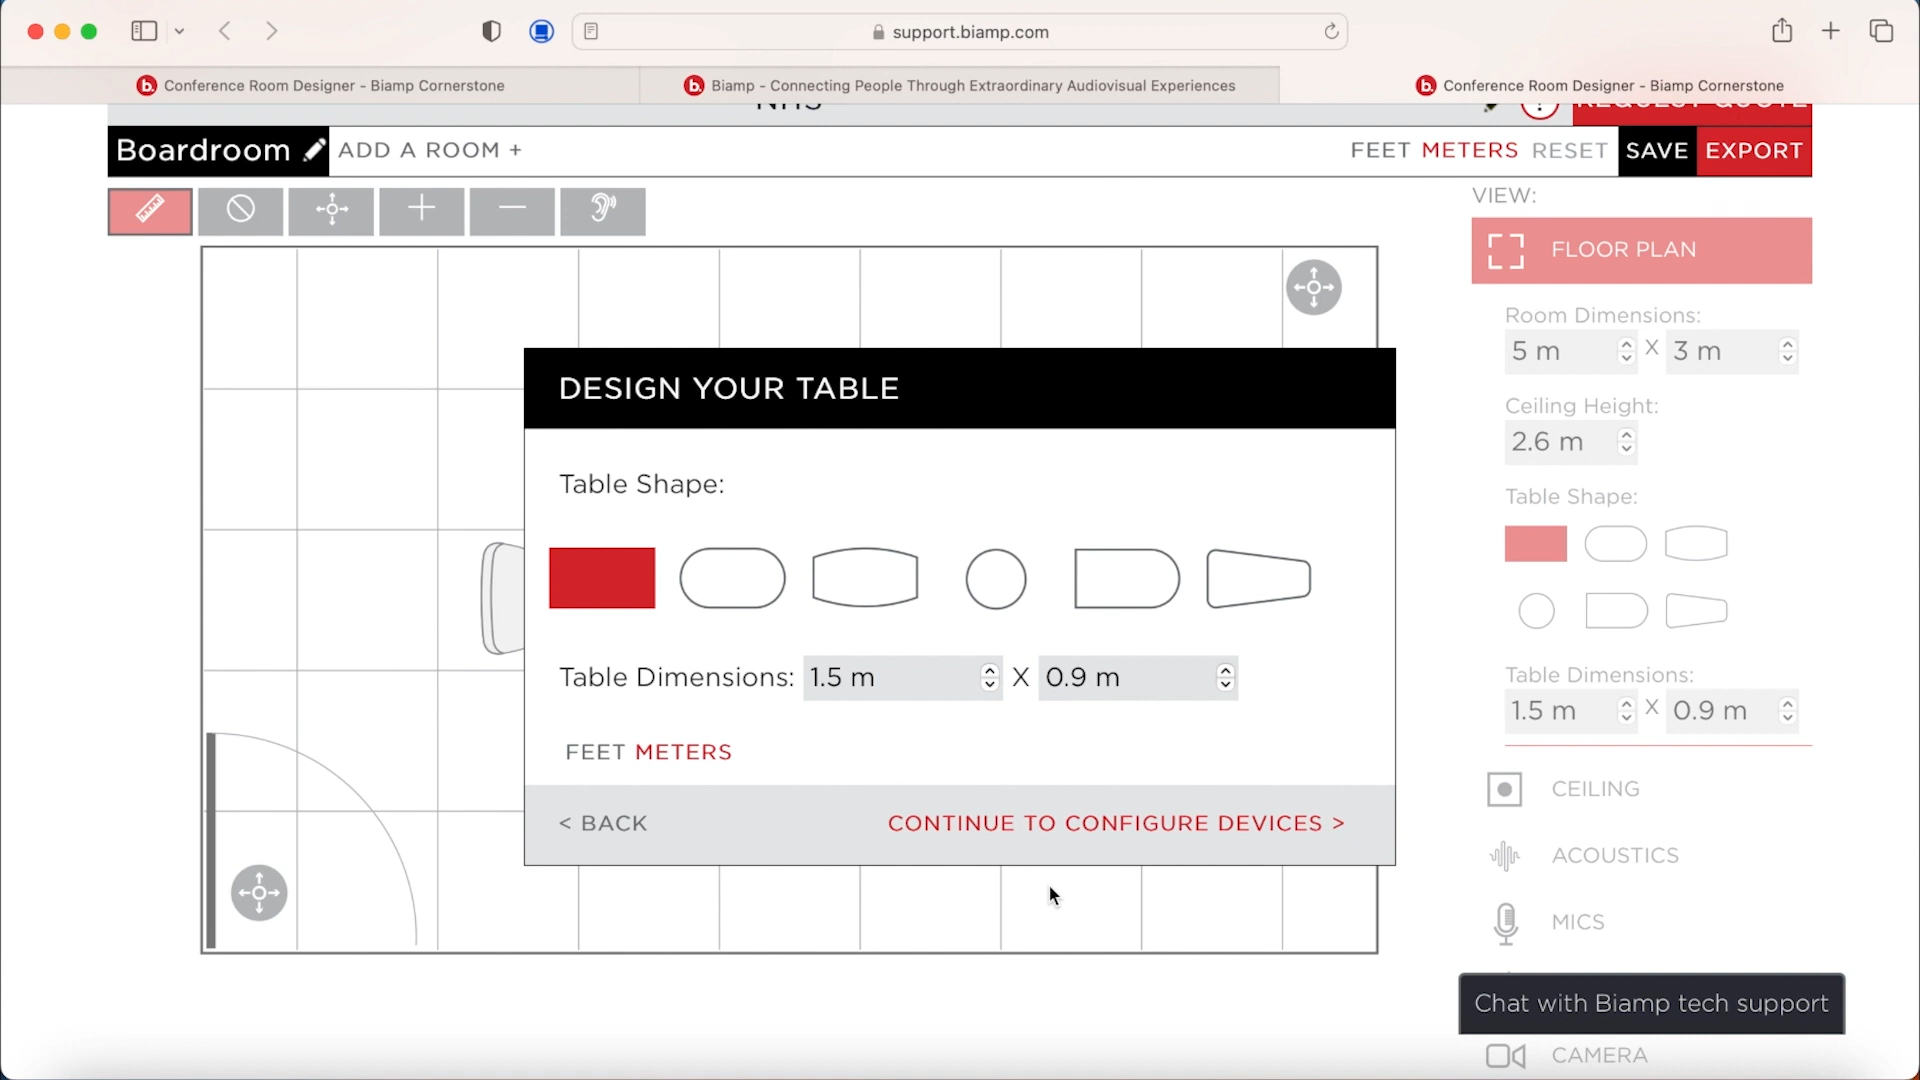 support.biamp.com
Conference Room Designer - Biamp Cornerstone
Biamp - Connecting People Through Extraordinary Audiovisual Experiences
Conference Room Designer - Biamp Cornerstone
NHS
REQUEST QUOTE
Boardroom
ADD A ROOM +
FEET METERS RESET SAVE EXPORT
VIEW:
FLOOR PLAN
Room Dimensions:
5 m X 3 m
Ceiling Height:
2.6 m
Table Shape:
Table Dimensions:
1.5 m X 0.9 m
CEILING
ACOUSTICS
MICS
CAMERA
Chat with Biamp tech support
DESIGN YOUR TABLE
Table Shape:
Table Dimensions: 1.5 m X 0.9 m
FEET METERS
< BACK
CONTINUE TO CONFIGURE DEVICES >